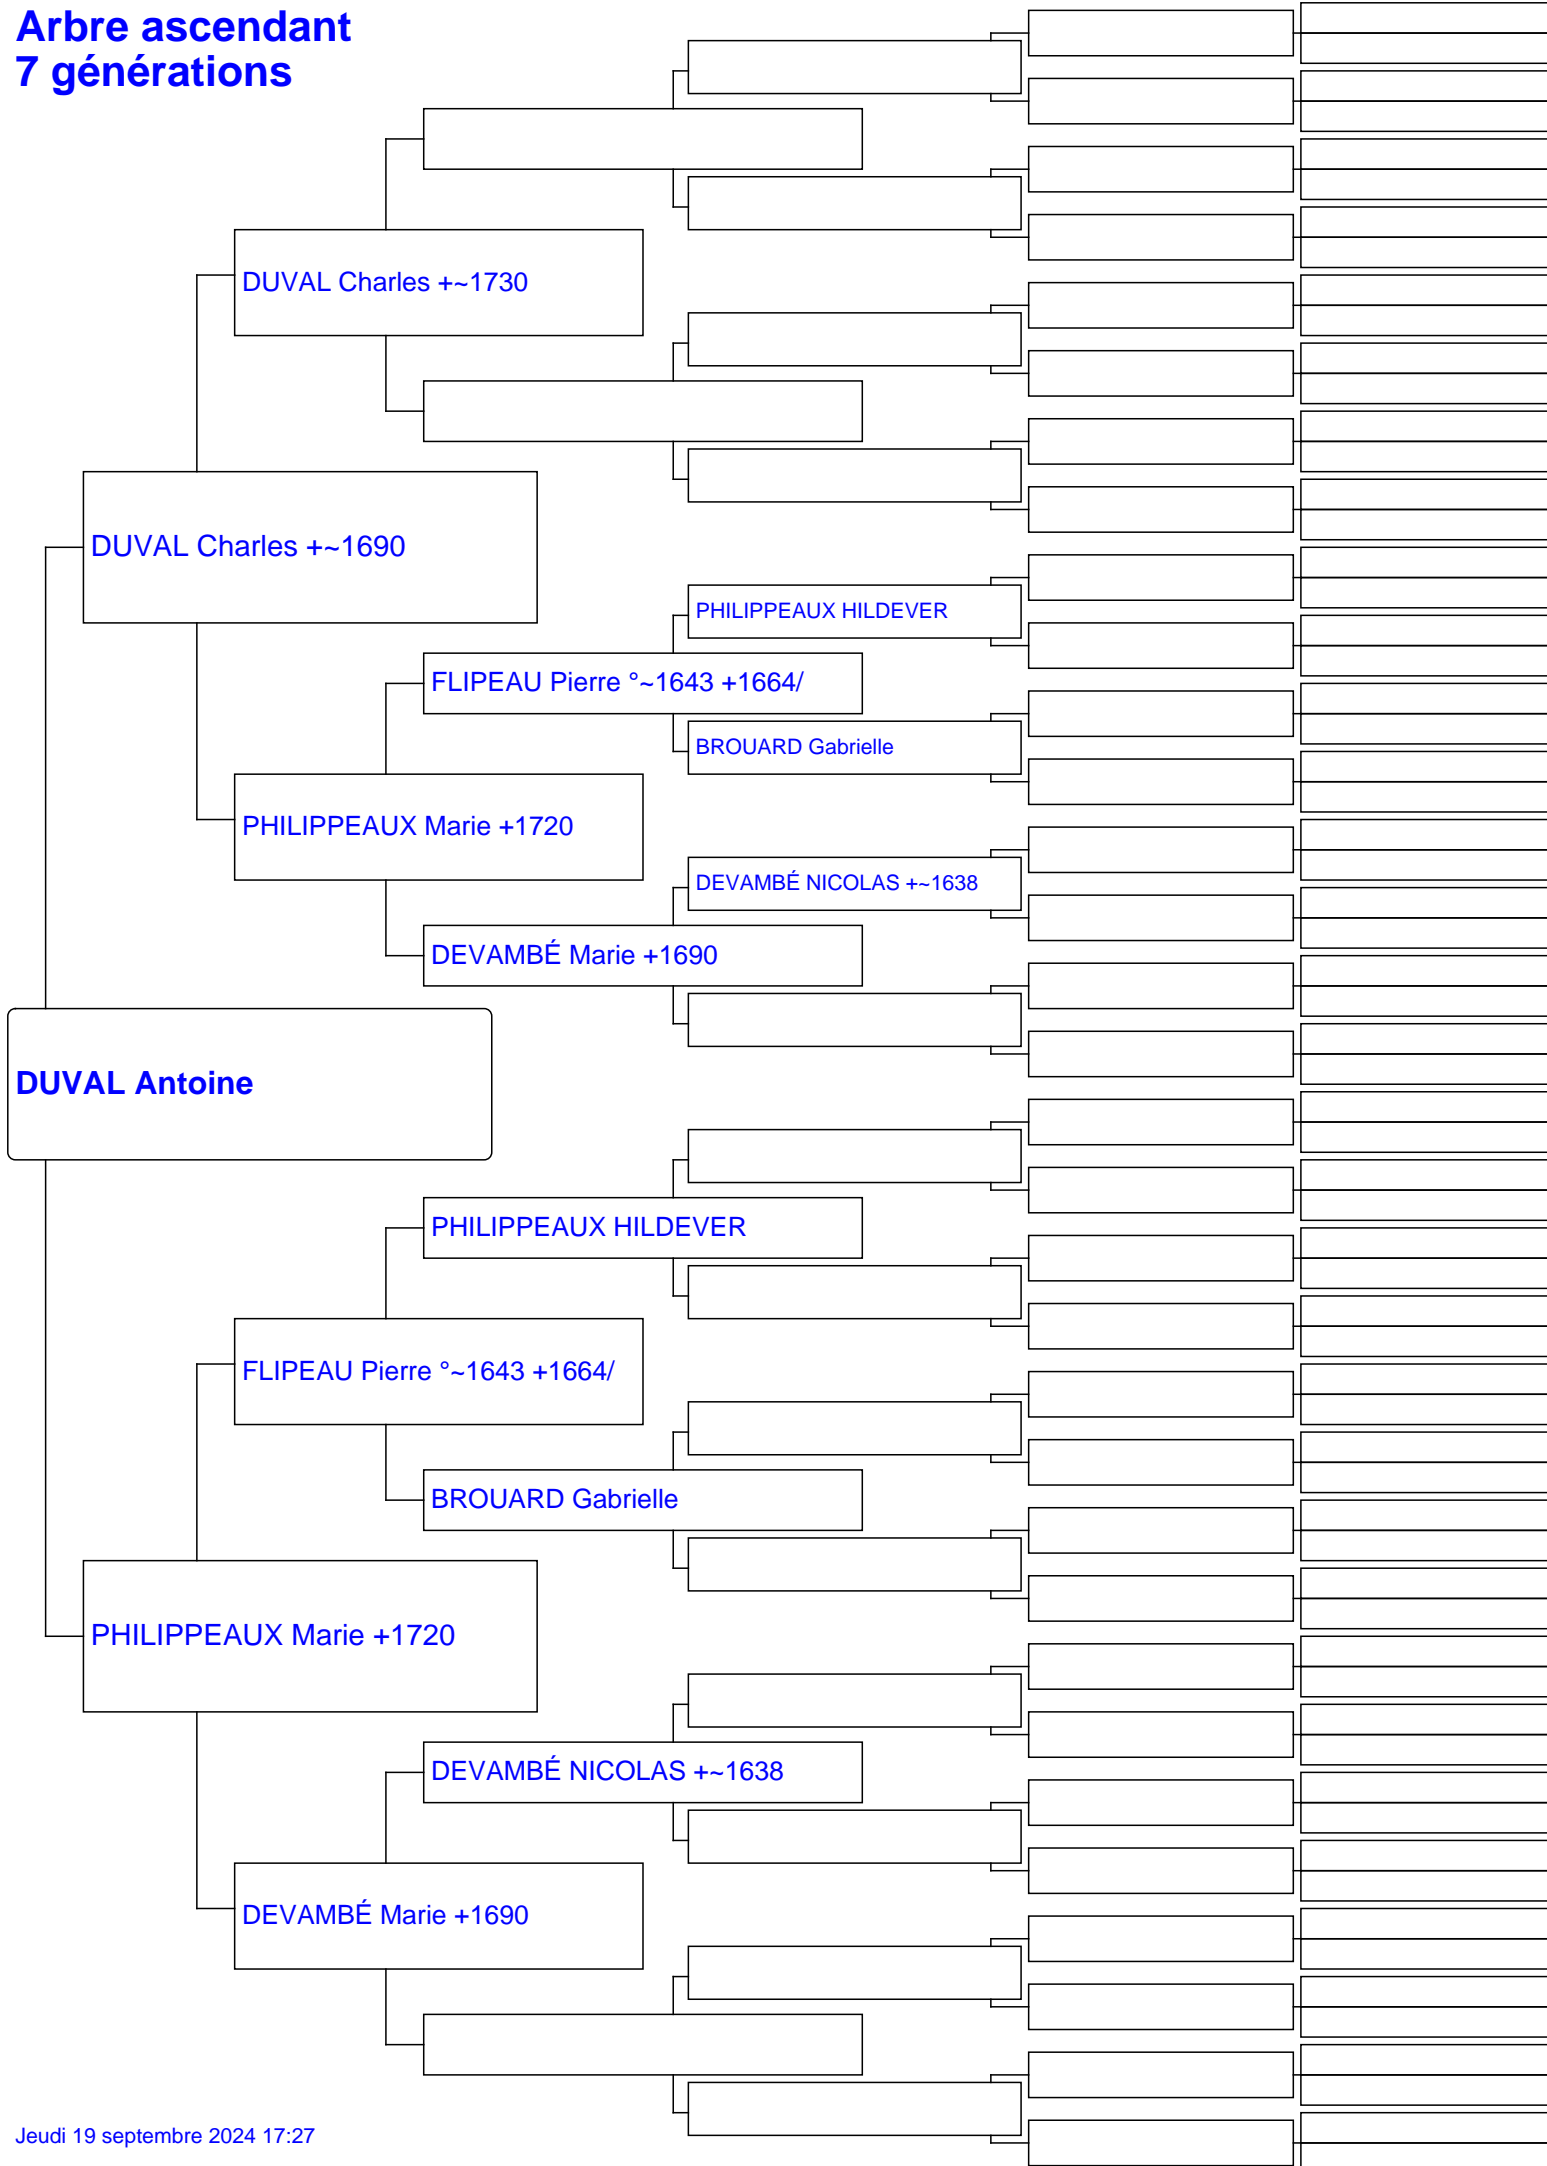 Arbre ascendant
7 générations
DUVAL Charles +~1730
DUVAL Charles +~1690
PHILIPPEAUX HILDEVER
FLIPEAU Pierre °~1643 +1664/
BROUARD Gabrielle
PHILIPPEAUX Marie +1720
DEVAMBÉ NICOLAS +~1638
DEVAMBÉ Marie +1690
DUVAL Antoine
PHILIPPEAUX HILDEVER
FLIPEAU Pierre °~1643 +1664/
BROUARD Gabrielle
PHILIPPEAUX Marie +1720
DEVAMBÉ NICOLAS +~1638
DEVAMBÉ Marie +1690
Jeudi 19 septembre 2024 17:27